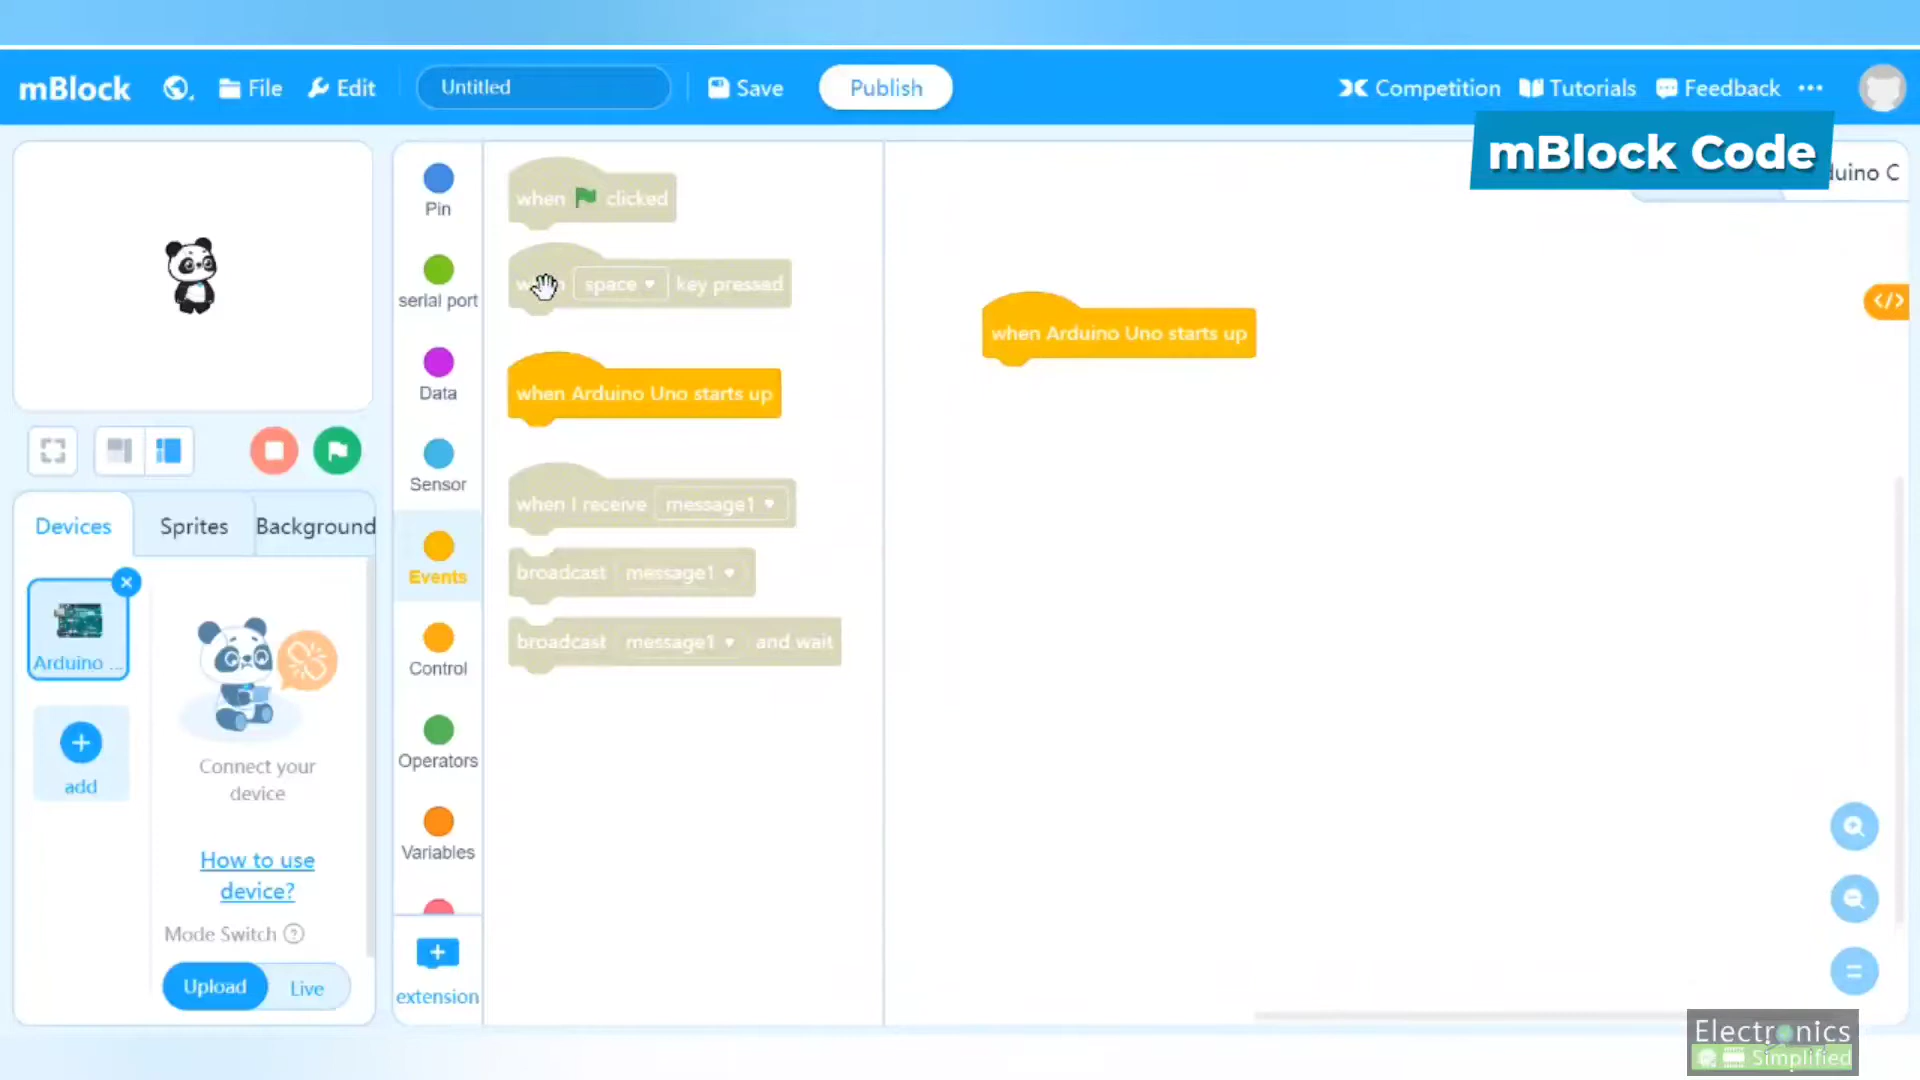 mBlock
File
Edit
Untitled
Save
Publish
Competition
Tutorials
Feedback
mBlock Code
duino C
Pin
serial port
Data
Sensor
Events
Control
Operators
Variables
extension
when clicked
space key pressed
when Arduino Uno starts up
when I receive message1
broadcast message1
broadcast message1 and wait
when Arduino Uno starts up
</>
Devices
Sprites
Background
Arduino ...
add
Connect your
device
How to use
device?
Mode Switch ?
Upload
Live
Electronics
Simplified